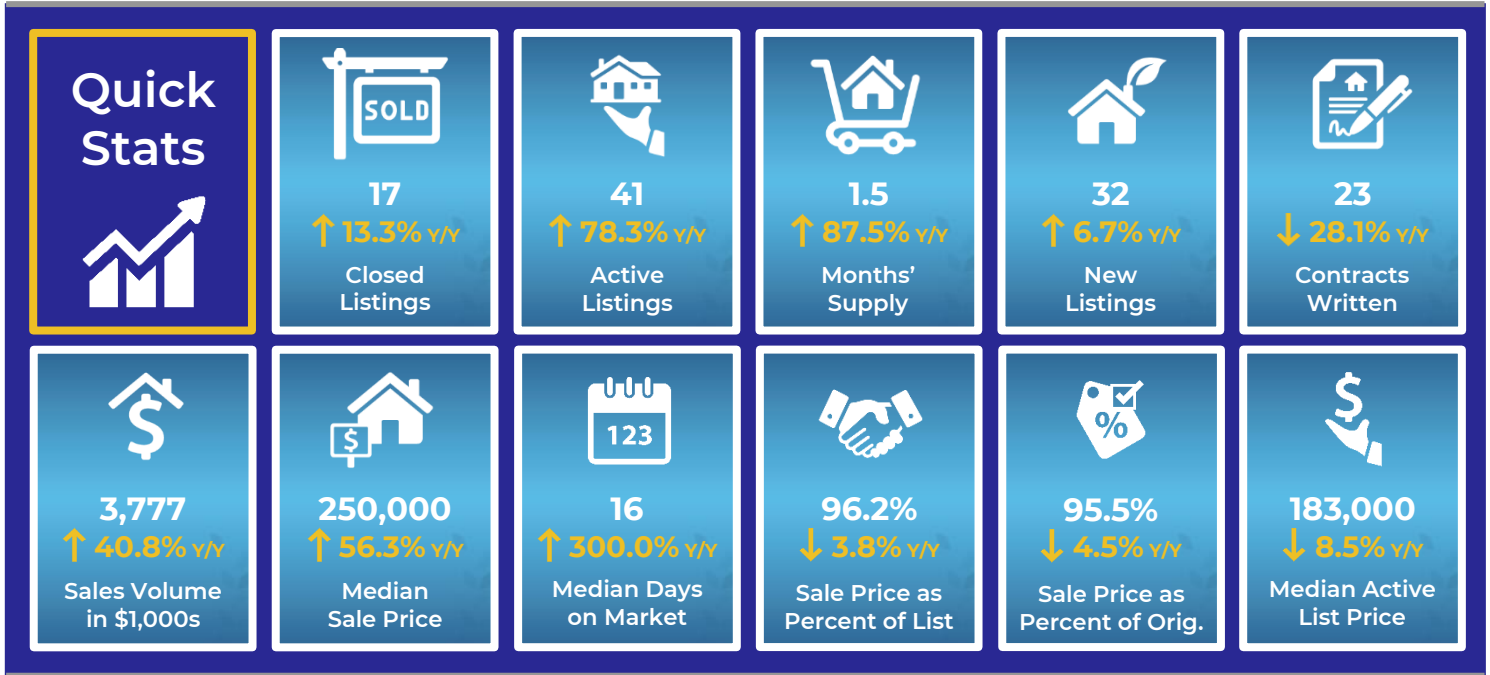 Quick
Stats
SOLD
17
↑ 13.3% Y/Y
Closed
Listings
41
↑ 78.3% Y/Y
Active
Listings
1.5
↑ 87.5% Y/Y
Months’
Supply
32
↑ 6.7% Y/Y
New
Listings
23
↓ 28.1% Y/Y
Contracts
Written
$
3,777
↑ 40.8% Y/Y
Sales Volume
in $1,000s
$
250,000
↑ 56.3% Y/Y
Median
Sale Price
123
16
↑ 300.0% Y/Y
Median Days
on Market
96.2%
↓ 3.8% Y/Y
Sale Price as
Percent of List
%
95.5%
↓ 4.5% Y/Y
Sale Price as
Percent of Orig.
$
183,000
↓ 8.5% Y/Y
Median Active
List Price